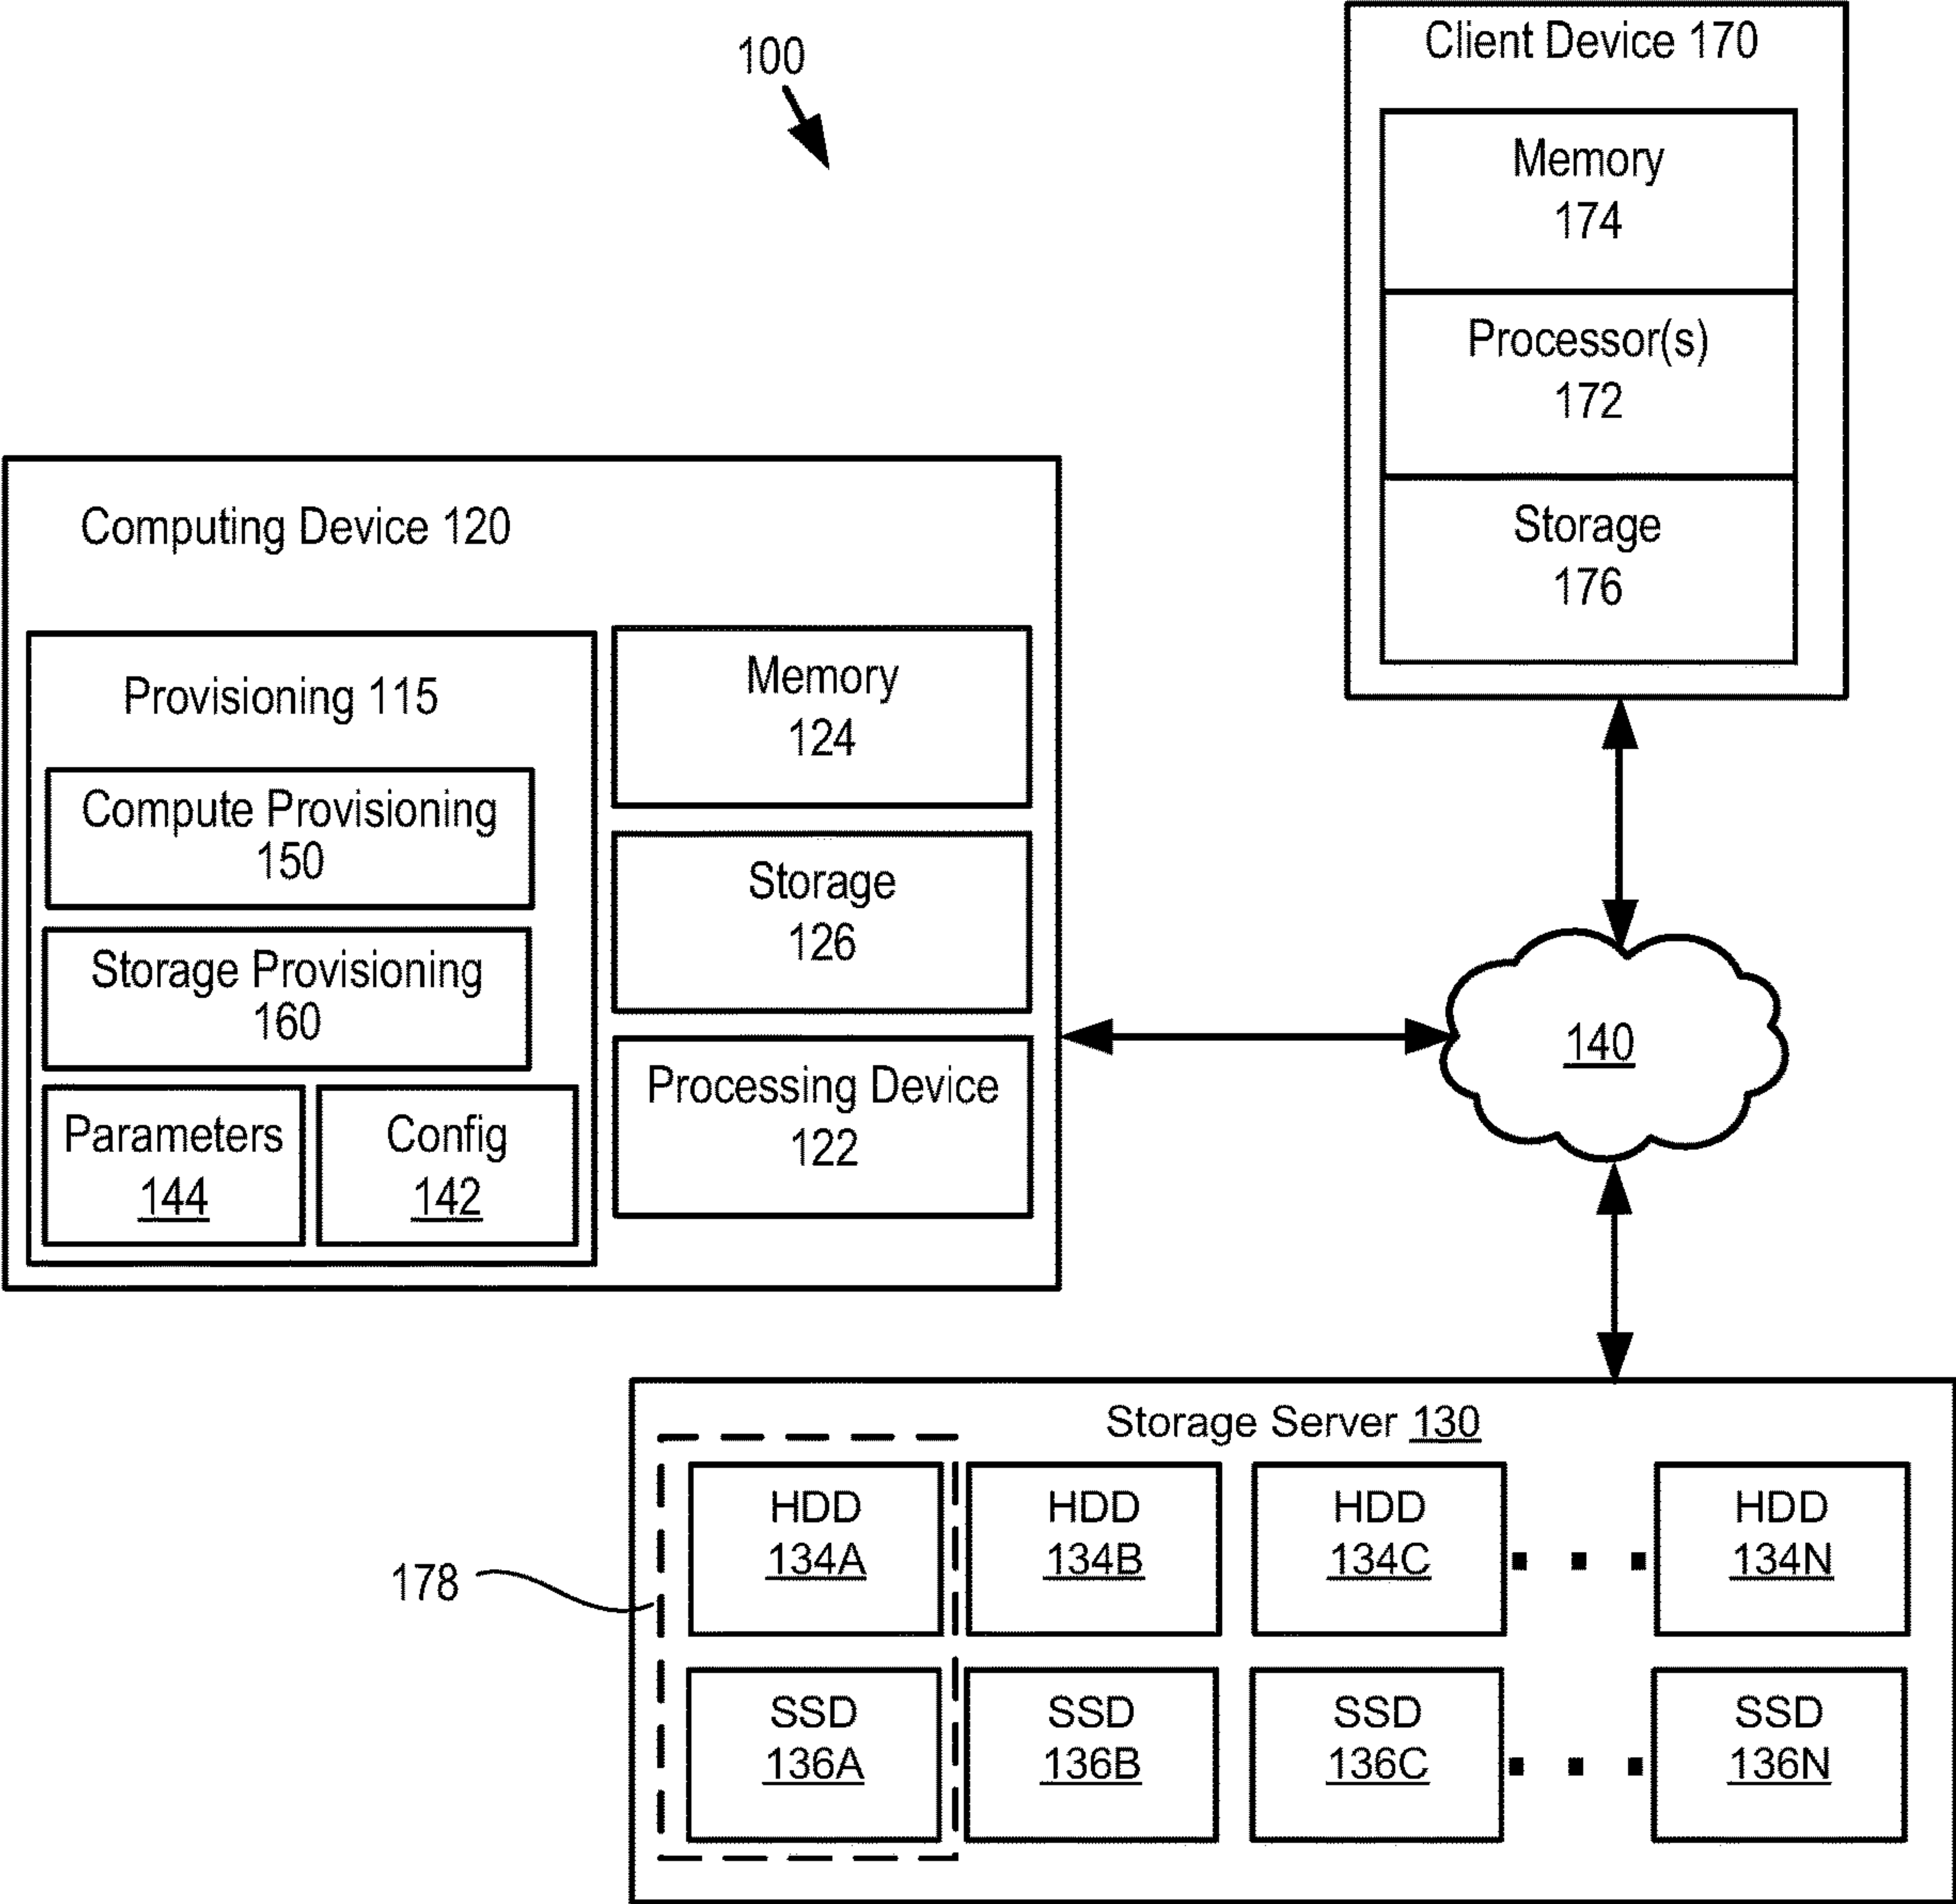 100
Client Device 170
Memory
174
Processor(s)
172
Storage
176
Computing Device 120
Provisioning 115
Compute Provisioning
150
Storage Provisioning
160
Parameters
144
Config
142
Memory
124
Storage
126
Processing Device
122
140
Storage Server 130
178
HDD
134A
HDD
134B
HDD
134C
HDD
134N
SSD
136A
SSD
136B
SSD
136C
SSD
136N